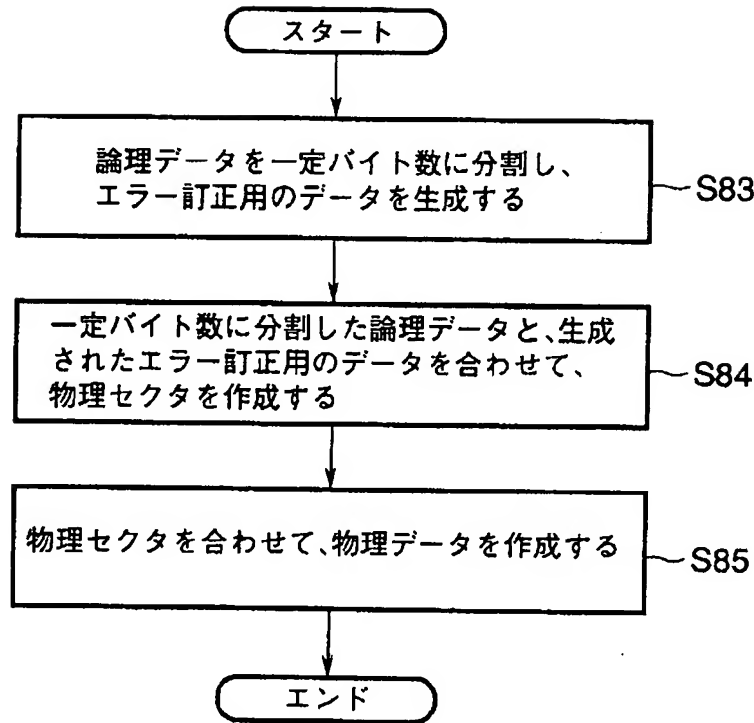 スタート
論理データを一定バイト数に分割し、
エラー訂正用のデータを生成する
S83
一定バイト数に分割した論理データと、生成
されたエラー訂正用のデータを合わせて、
物理セクタを作成する
S84
物理セクタを合わせて、物理データを作成する
S85
エンド